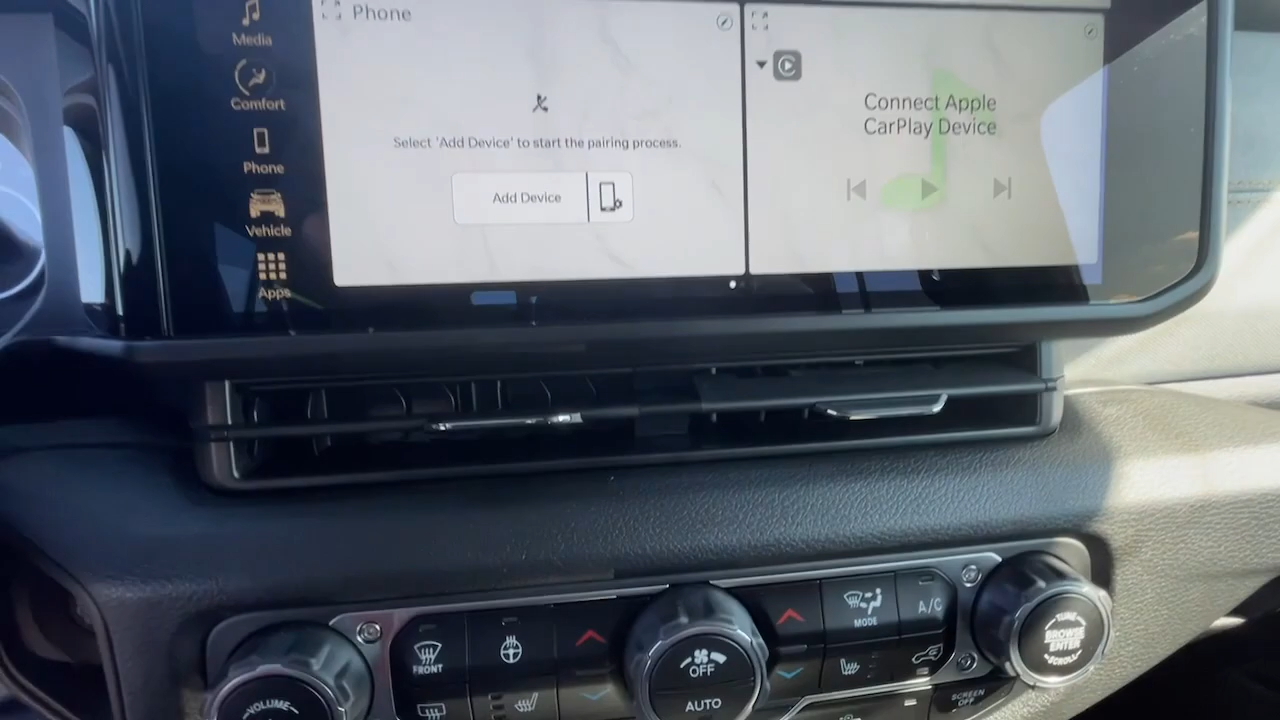 Media
Comfort
Phone
Vehicle
Apps
Phone
Select 'Add Device' to start the pairing process.
Add Device
Connect Apple
CarPlay Device
FRONT
OFF
AUTO
MODE
A/C
VOLUME
SCREEN
OFF
TUNE
BROWSE
ENTER
SCROLL